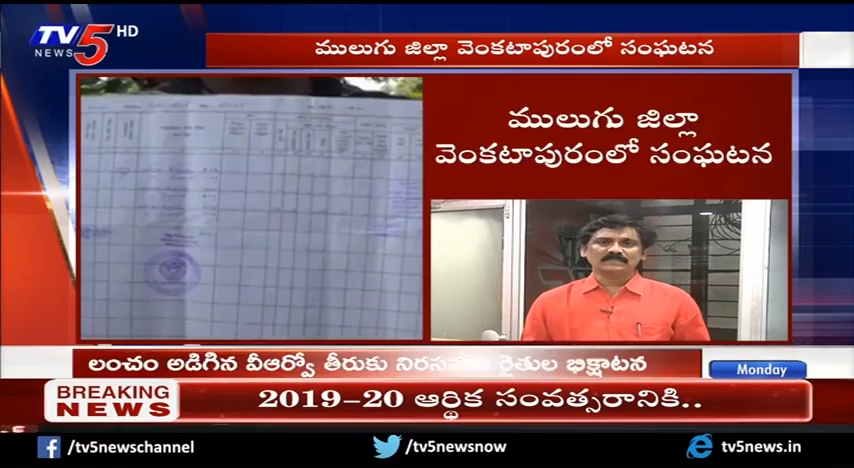 TV5 HD
NEWS
ములుగు జిల్లా వెంకటాపురంలో సంఘటన
ములుగు జిల్లా
వెంకటాపురంలో సంఘటన
లంచం అడిగిన వీఆర్వో తీరుకు రైతుల భిక్షాటన
Monday
BREAKING
NEWS
2019-20 ఆర్థిక సంవత్సరానికి..
/tv5newschannel
/tv5newsnow
tv5news.in